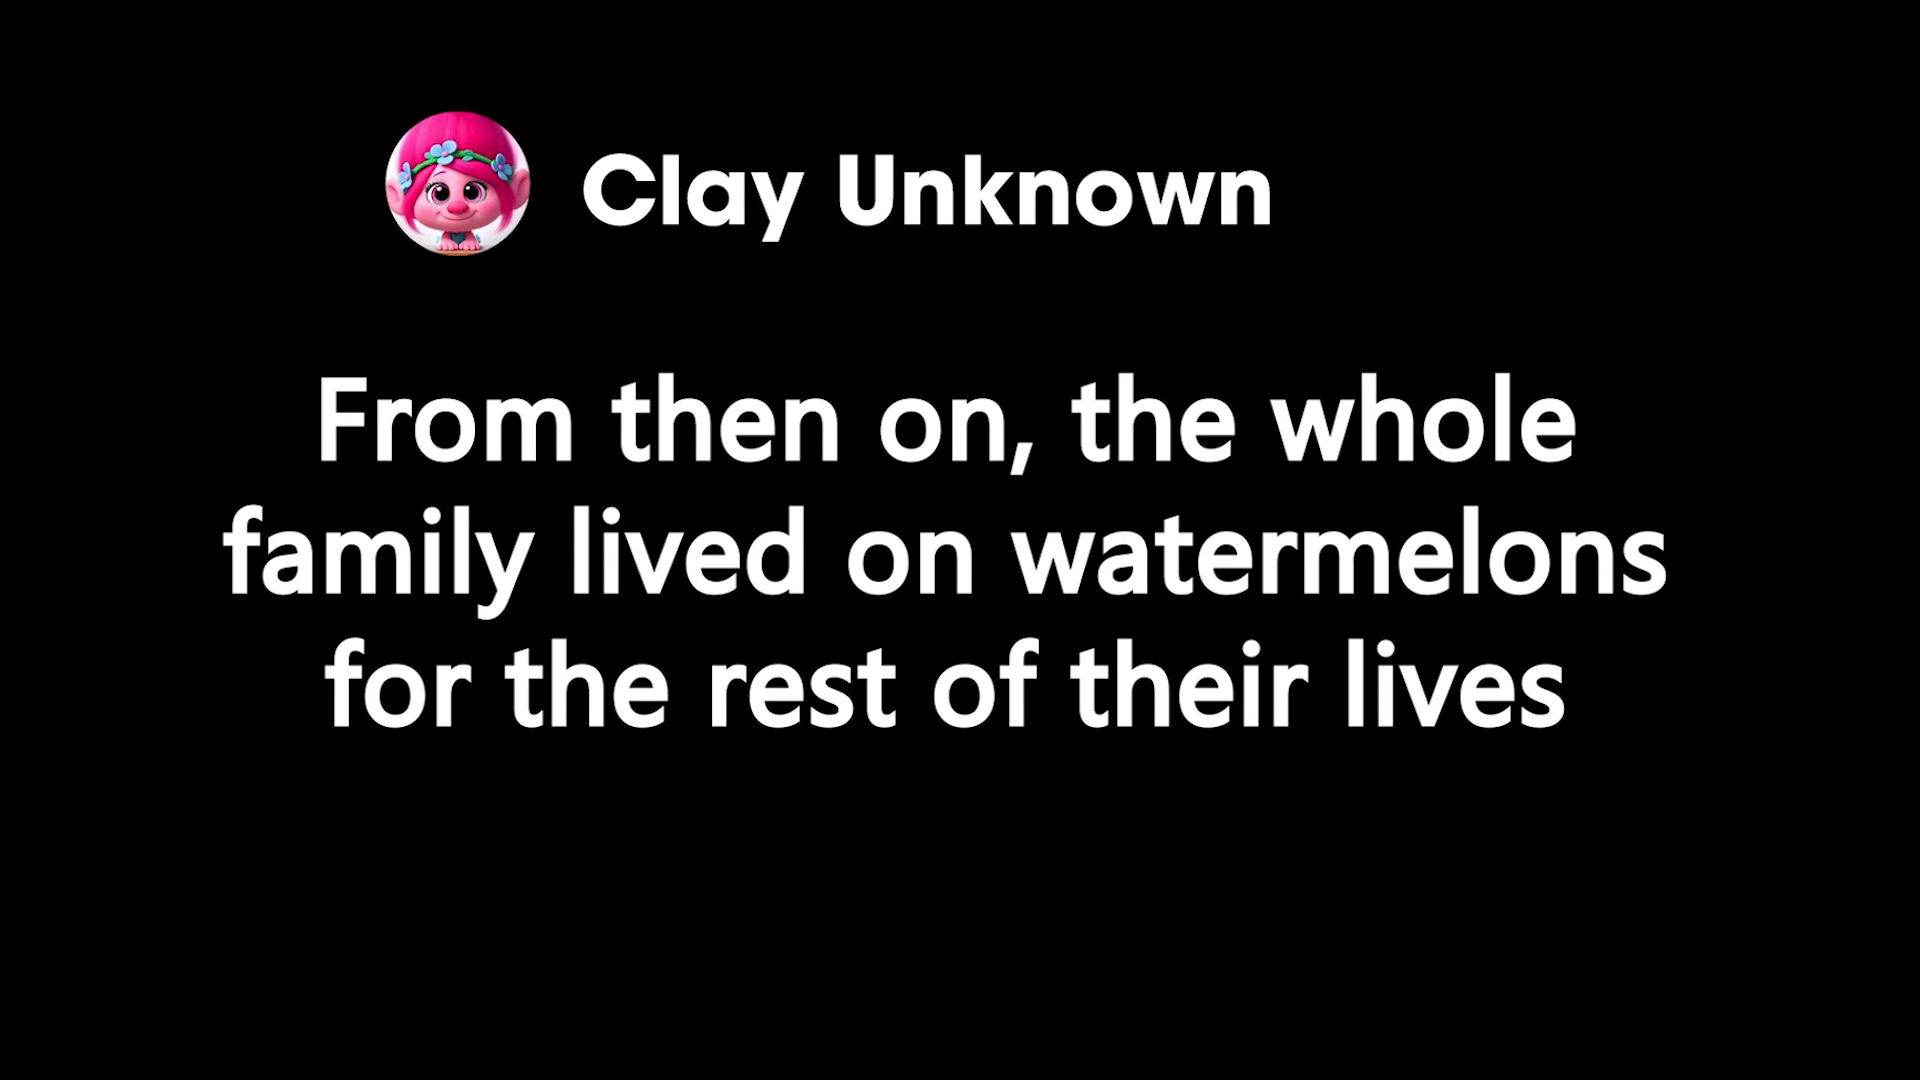 Clay Unknown
From then on, the whole
family lived on watermelons
for the rest of their lives